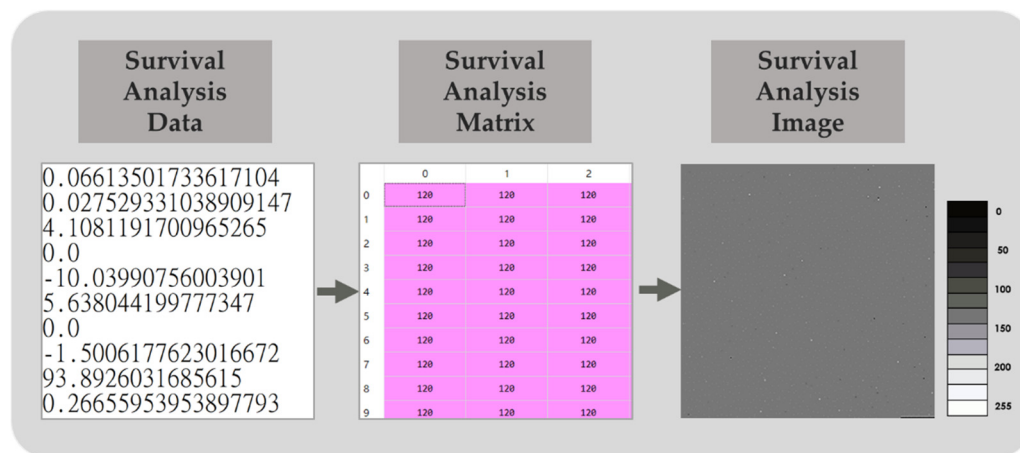 Survival
Analysis
Data
Survival
Analysis
Matrix
Survival
Analysis
Image
0.06613501733617104
0.027529331038909147
4.1081191700965265
0.0
-10.03990756003901
5.638044199777347
0.0
-1.5006177623016672
93.8926031685615
0.26655953953897793
0 1 2
0 120 120 120
1 120 120 120
2 120 120 120
3 120 120 120
4 120 120 120
5 120 120 120
6 120 120 120
7 120 120 120
8 120 120 120
9 120 120 120
0
50
100
150
200
255